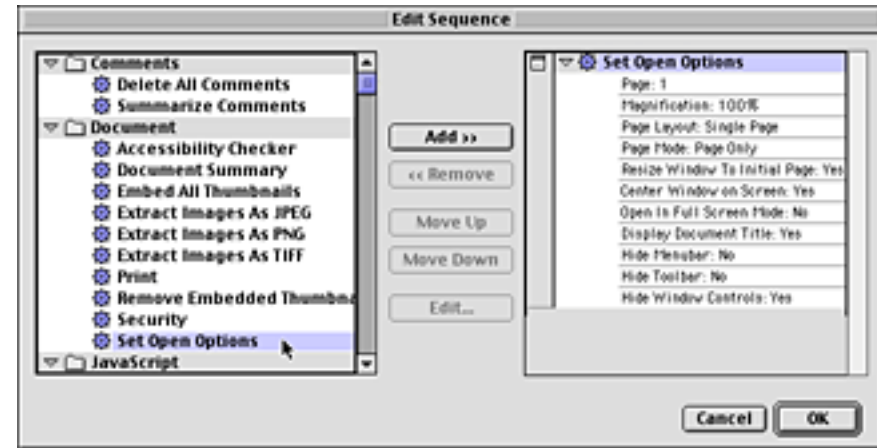 Edit Sequence
Comments
Delete All Comments
Summarize Comments
Document
Accessibility Checker
Document Summary
Embed All Thumbnails
Extract Images As JPEG
Extract Images As PNG
Extract Images As TIFF
Print
Remove Embedded Thumbna
Security
Set Open Options
JavaScript
Add >>
<< Remove
Move Up
Move Down
Edit...
Set Open Options
Page: 1
Magnification: 100%
Page Layout: Single Page
Page Mode: Page Only
Resize Window To Initial Page: Yes
Center Window on Screen: Yes
Open In Full Screen Mode: No
Display Document Title: Yes
Hide Menubar: No
Hide Toolbar: No
Hide Window Controls: Yes
Cancel
OK